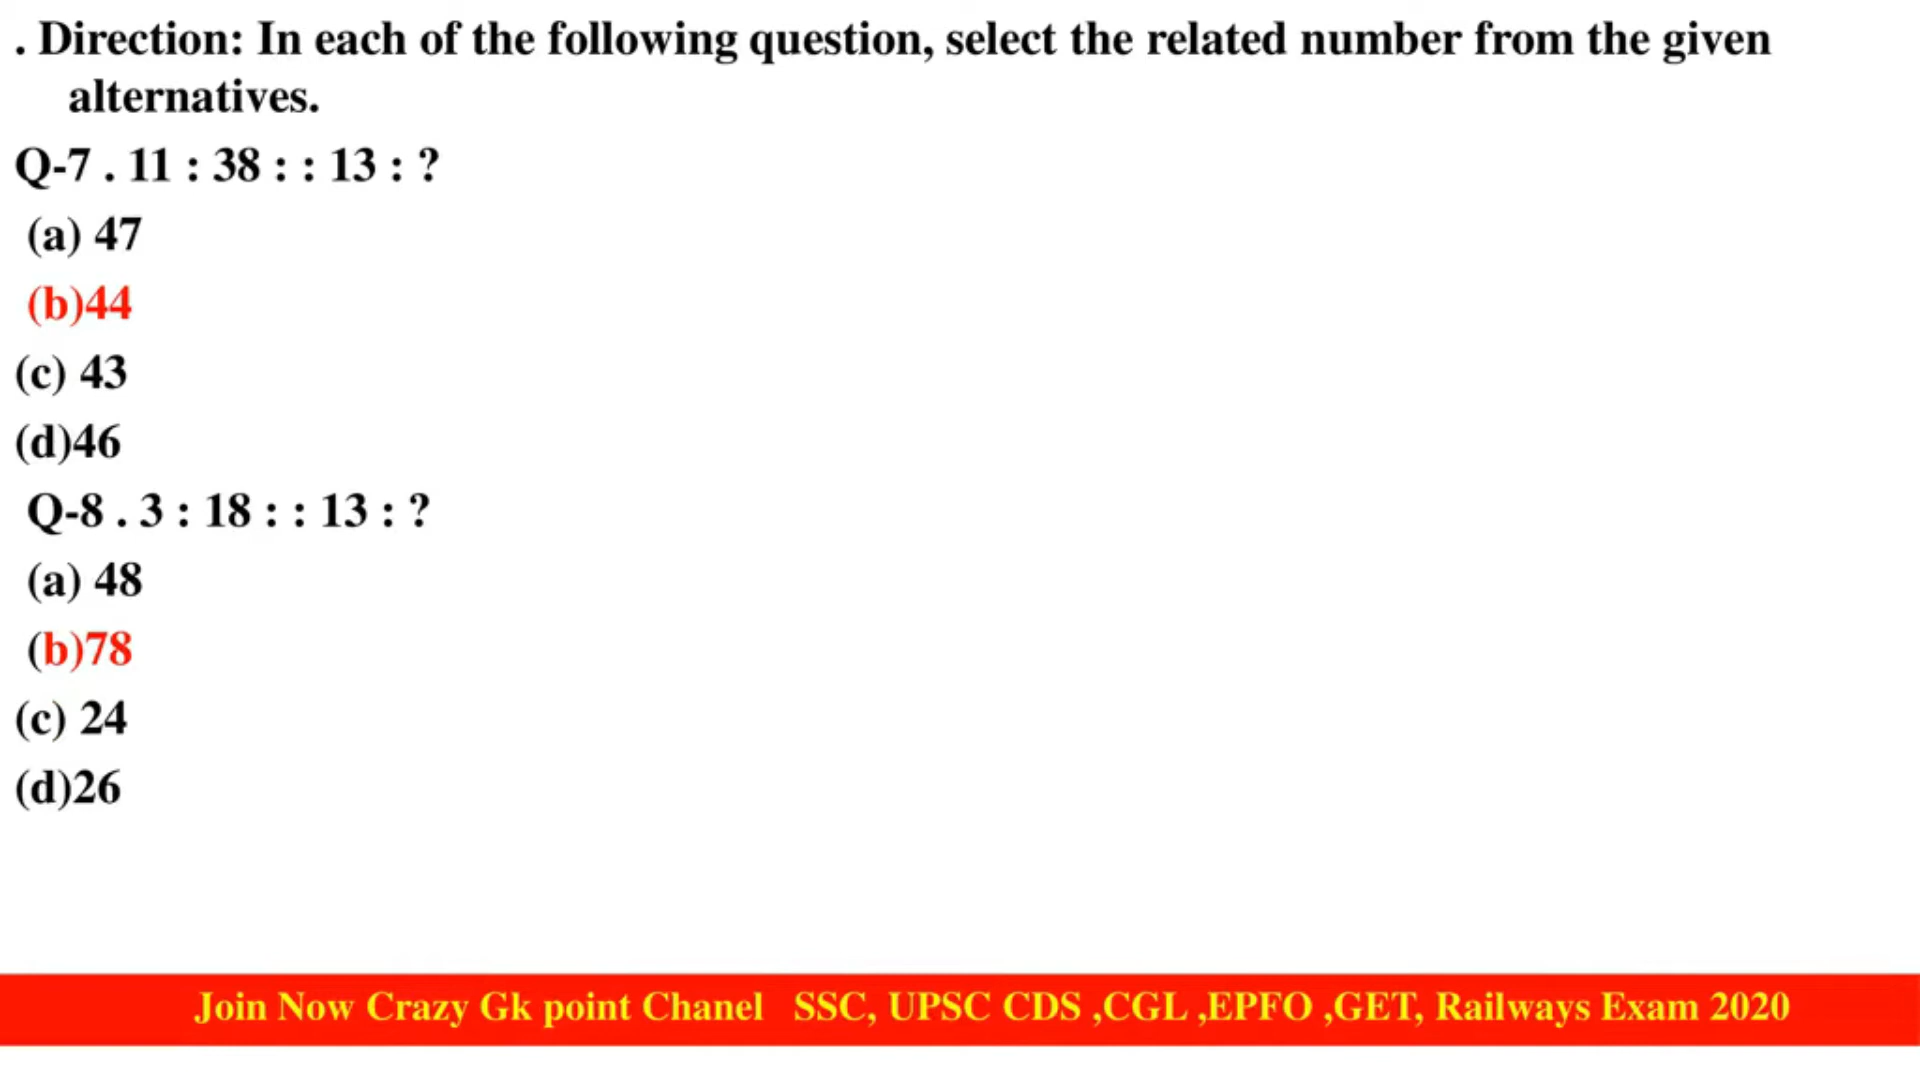 . Direction: In each of the following question, select the related number from the given
alternatives.
Q-7 . 11 : 38 : : 13 : ?
(a) 47
(b)44
(c) 43
(d)46
Q-8 . 3 : 18 : : 13 : ?
(a) 48
(b)78
(c) 24
(d)26
Join Now Crazy Gk point Chanel SSC, UPSC CDS ,CGL ,EPFO ,GET, Railways Exam 2020